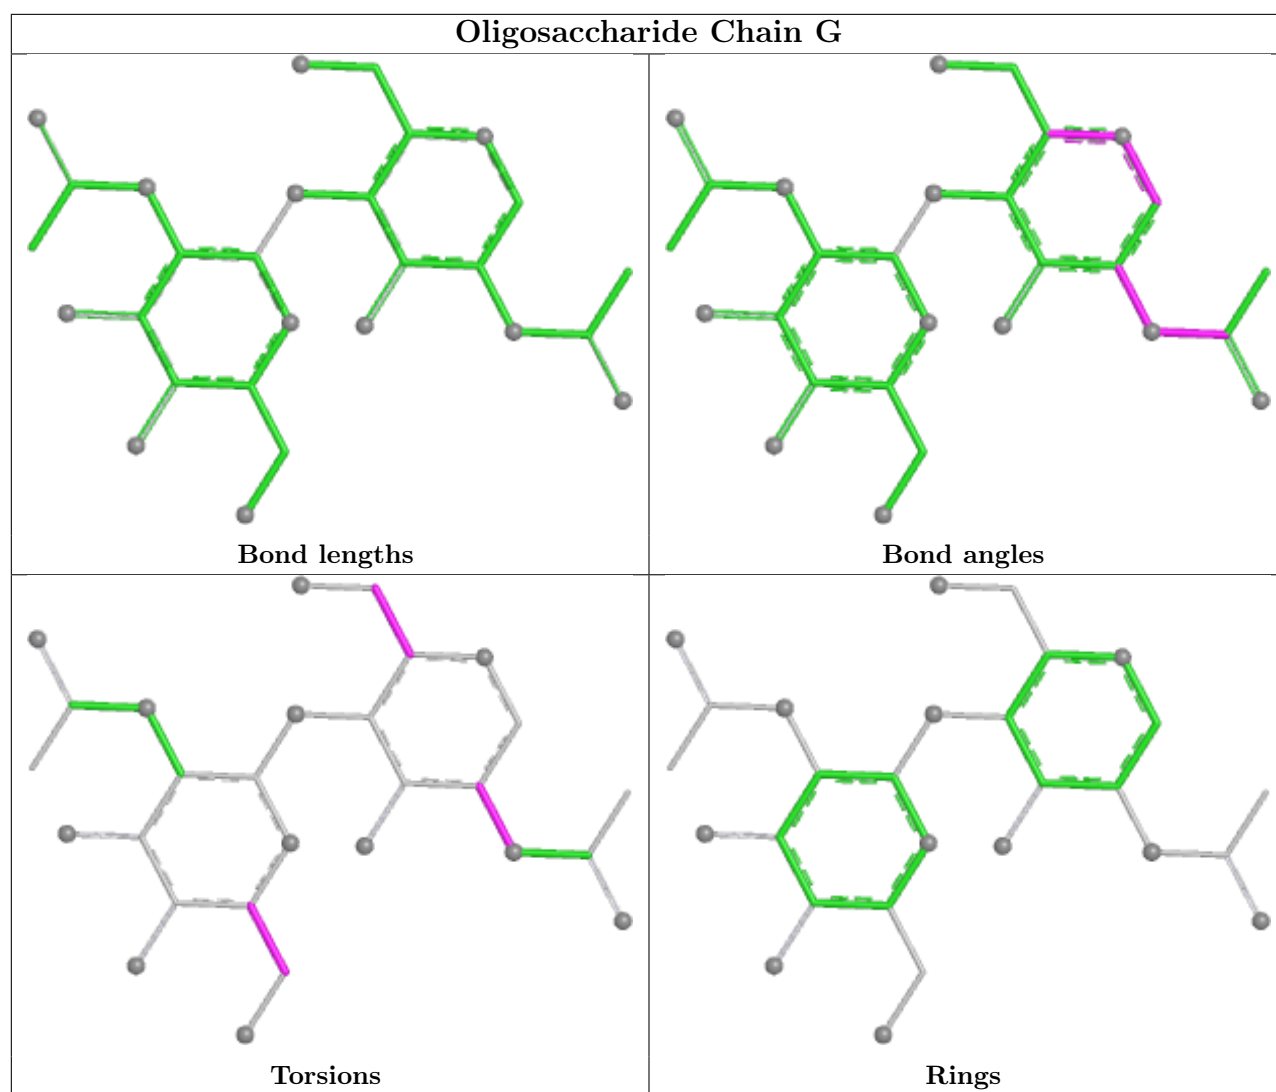 Oligosaccharide Chain G
Bond lengths
Bond angles
Torsions
Rings